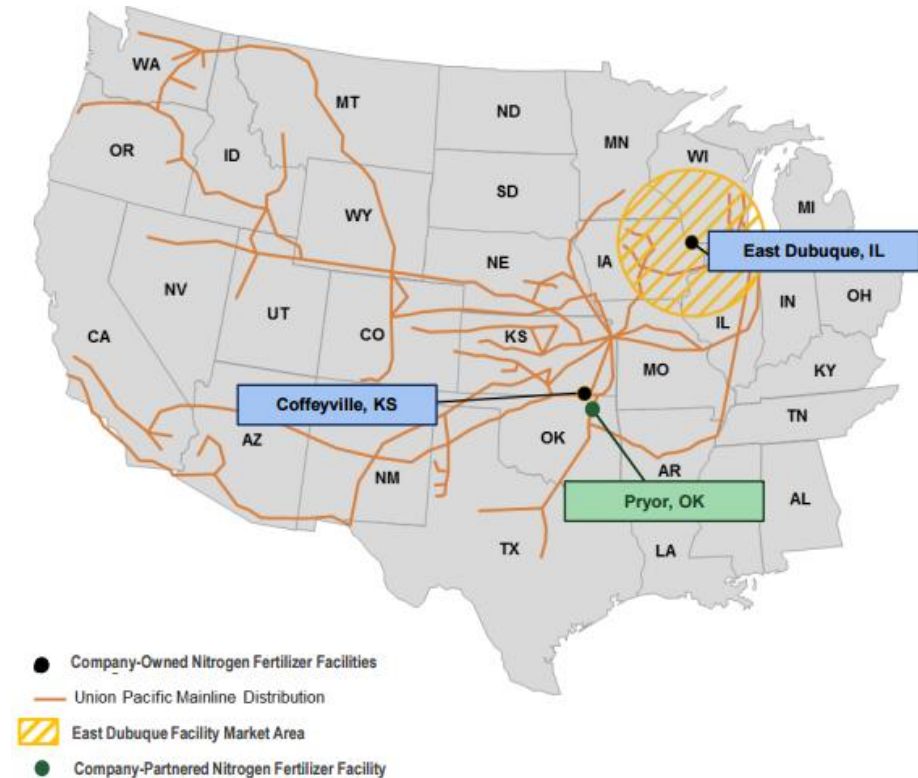 WA
MT
ND
MN
OR
ID
WI
SD
MI
WY
East Dubuque, IL
IA
NE
NV
OH
IN
UT
IL
CO
KS
CA
KY
MO
Coffeyville, KS
TN
AZ
OK
AR
NM
Pryor, OK
AL
TX
LA
Company-Owned Nitrogen Fertilizer Facilities
Union Pacific Mainline Distribution
East Dubuque Facility Market Area
Company-Partnered Nitrogen Fertilizer Facility